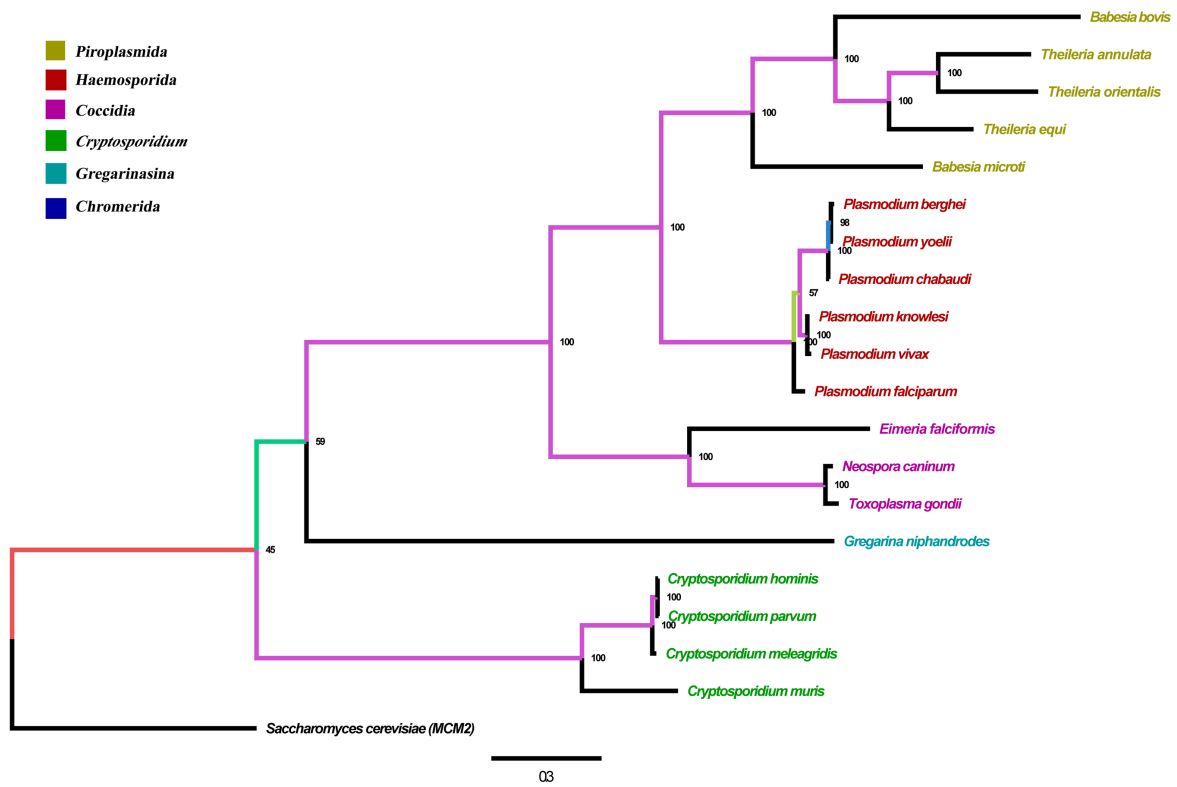 Piroplasmida
Haemosporida
Coccidia
Cryptosporidium
Gregarinasina
Chromerida
Babesia bovis
Theileria annulata
100
100
Theileria orientalis
100
Theileria equi
100
Babesia microti
Plasmodium berghei
98
100
Plasmodium yoelii
100
Plasmodium chabaudi
57
Plasmodium knowlesi
100
100
100
Plasmodium vivax
Plasmodium falciparum
Eimeria falciformis
59
100
Neospora caninum
100
Toxoplasma gondii
Gregarina niphandrodes
45
Cryptosporidium hominis
100
Cryptosporidium parvum
100
Cryptosporidium meleagridis
100
Cryptosporidium muris
Saccharomyces cerevisiae (MCM2)
0.3